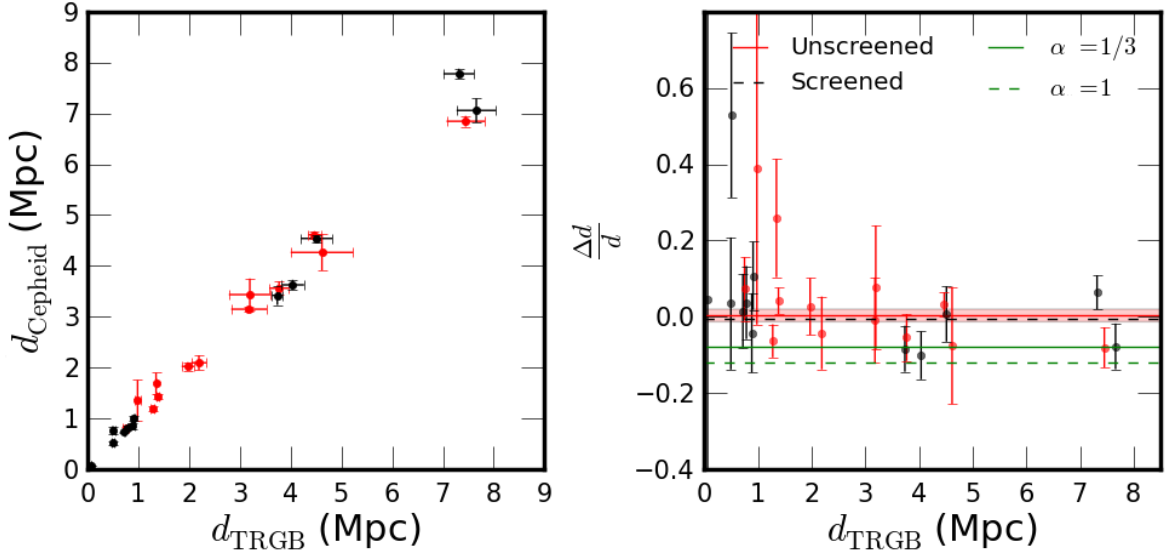 9
8
7
6
5
4
3
2
1
0
d_Cepheid (Mpc)
0 1 2 3 4 5 6 7 8 9
d_TRGB (Mpc)
Unscreened
Screened
α =1/3
α =1
0.6
0.4
0.2
0.0
−0.2
−0.4
Δd
d
0 1 2 3 4 5 6 7 8
d_TRGB (Mpc)